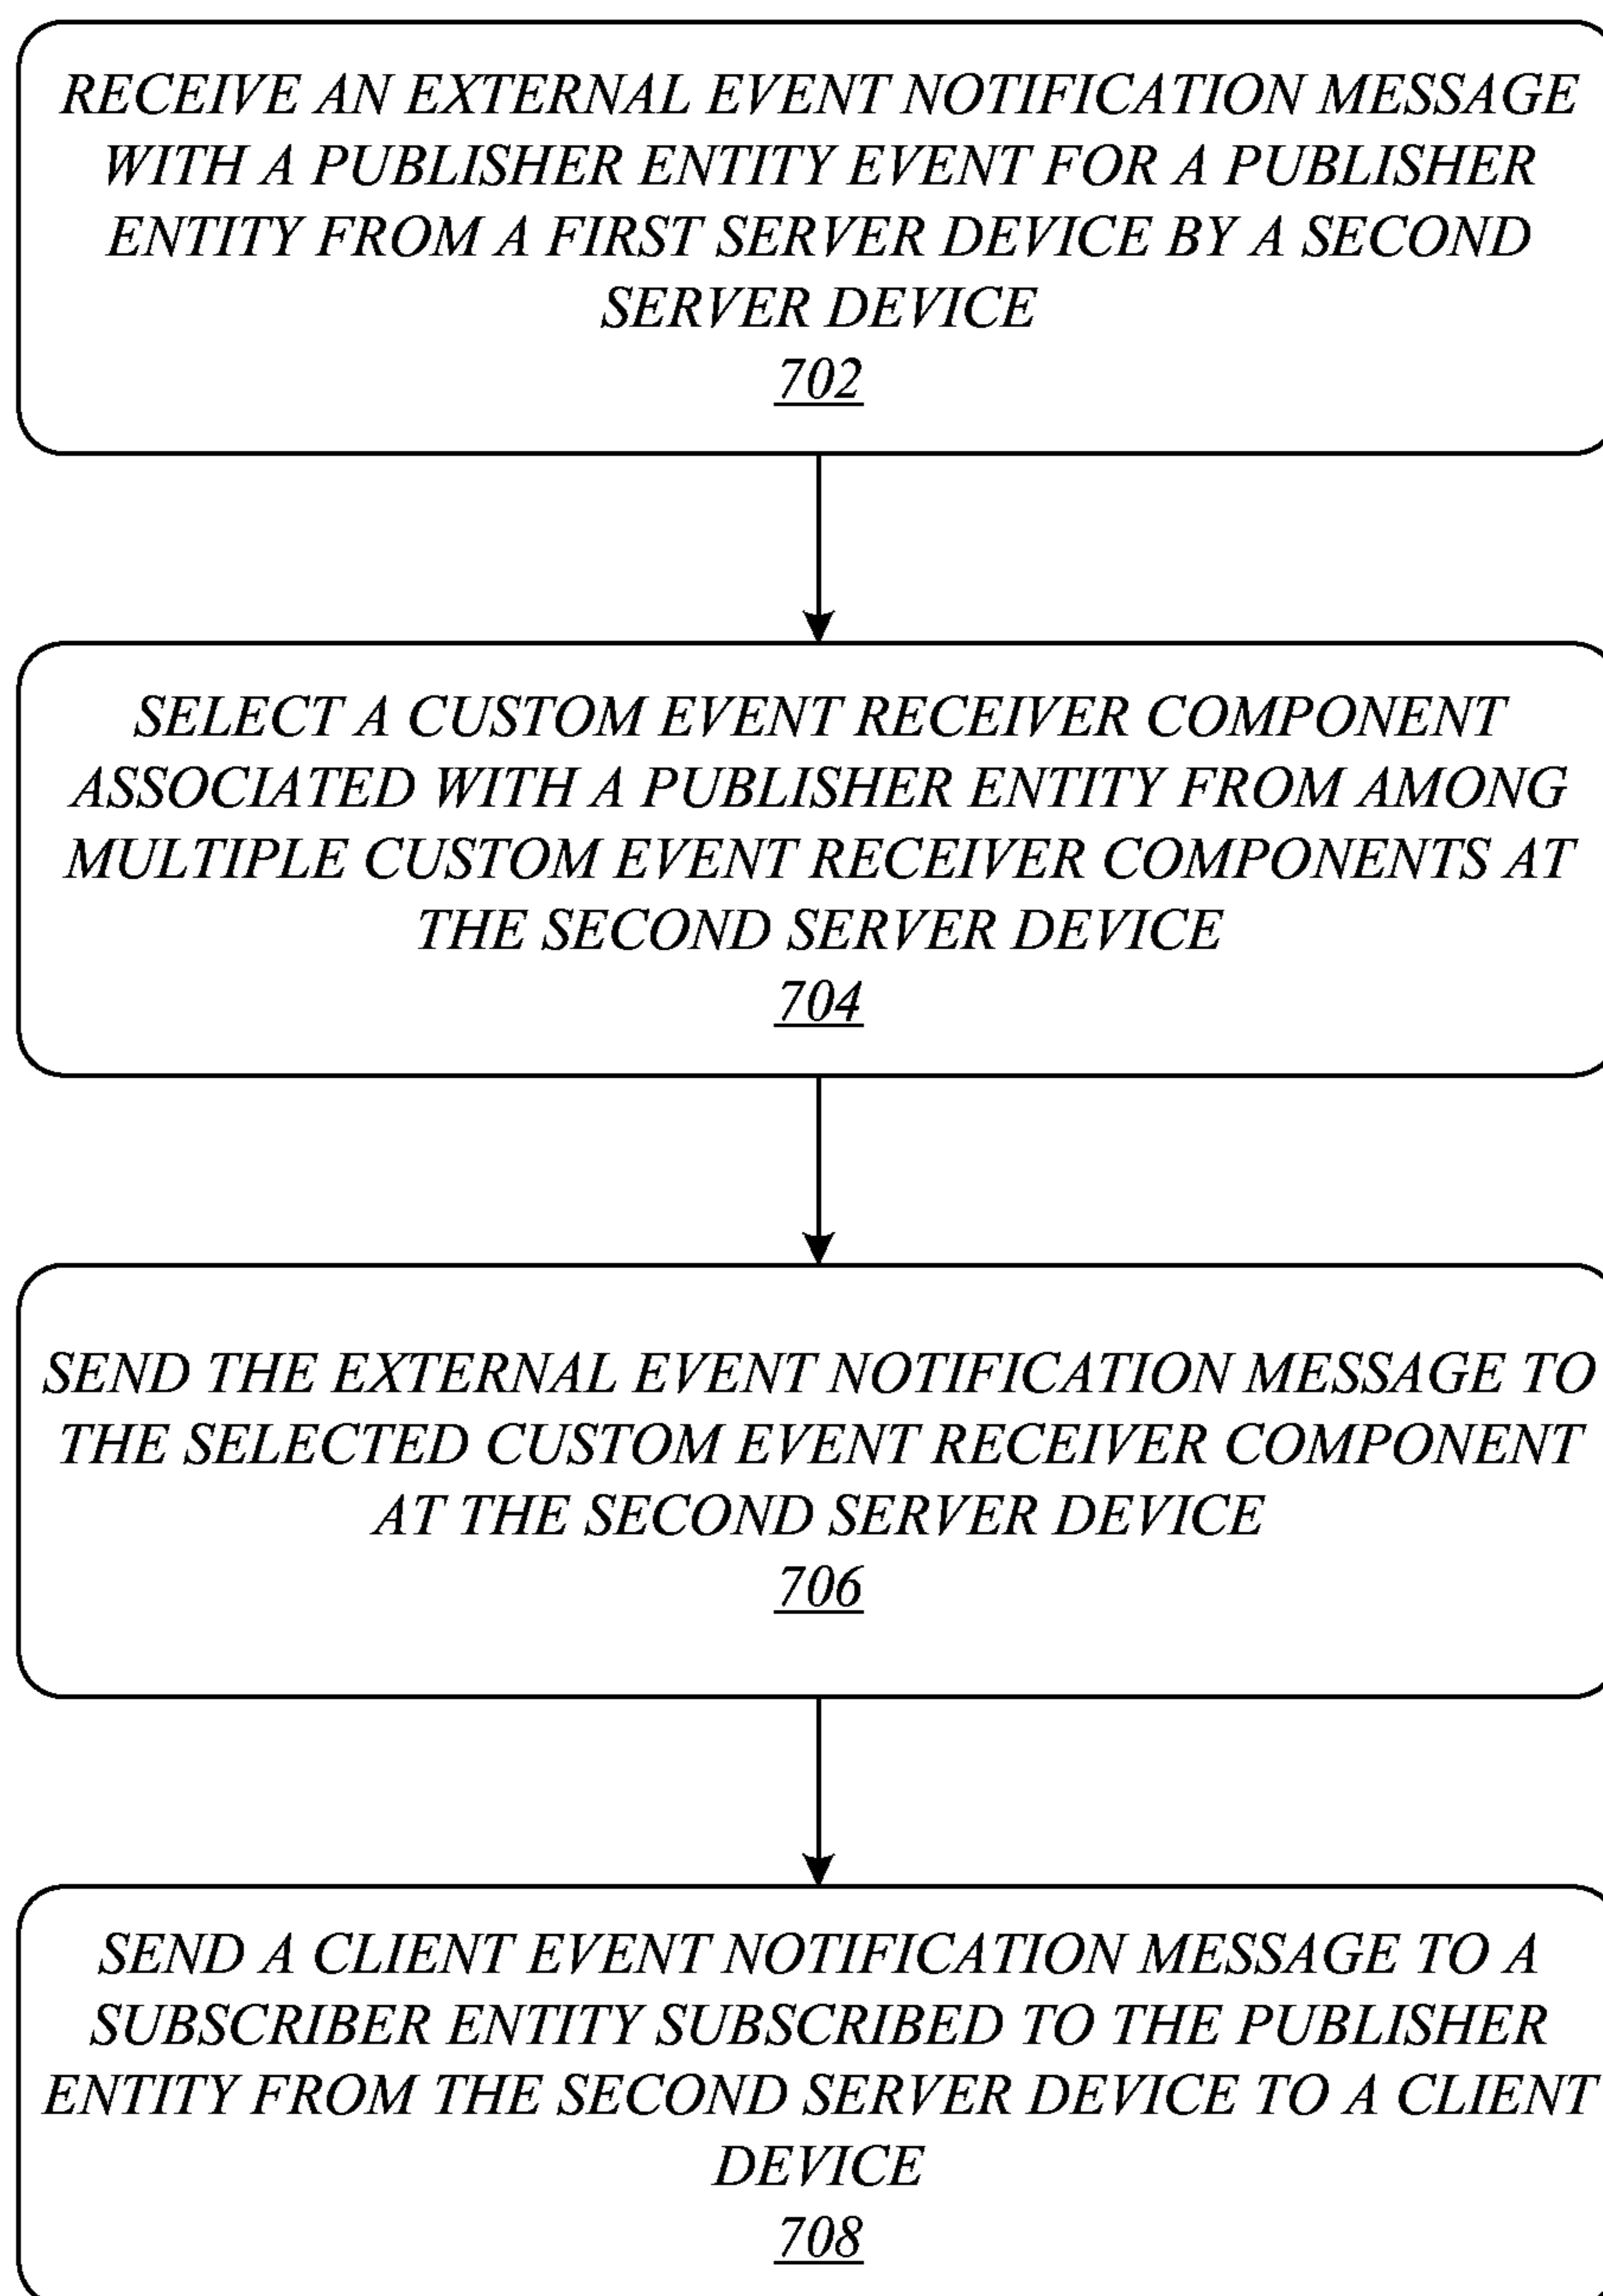 RECEIVE AN EXTERNAL EVENT NOTIFICATION MESSAGE
WITH A PUBLISHER ENTITY EVENT FOR A PUBLISHER
ENTITY FROM A FIRST SERVER DEVICE BY A SECOND
SERVER DEVICE
702
SELECT A CUSTOM EVENT RECEIVER COMPONENT
ASSOCIATED WITH A PUBLISHER ENTITY FROM AMONG
MULTIPLE CUSTOM EVENT RECEIVER COMPONENTS AT
THE SECOND SERVER DEVICE
704
SEND THE EXTERNAL EVENT NOTIFICATION MESSAGE TO
THE SELECTED CUSTOM EVENT RECEIVER COMPONENT
AT THE SECOND SERVER DEVICE
706
SEND A CLIENT EVENT NOTIFICATION MESSAGE TO A
SUBSCRIBER ENTITY SUBSCRIBED TO THE PUBLISHER
ENTITY FROM THE SECOND SERVER DEVICE TO A CLIENT
DEVICE
708